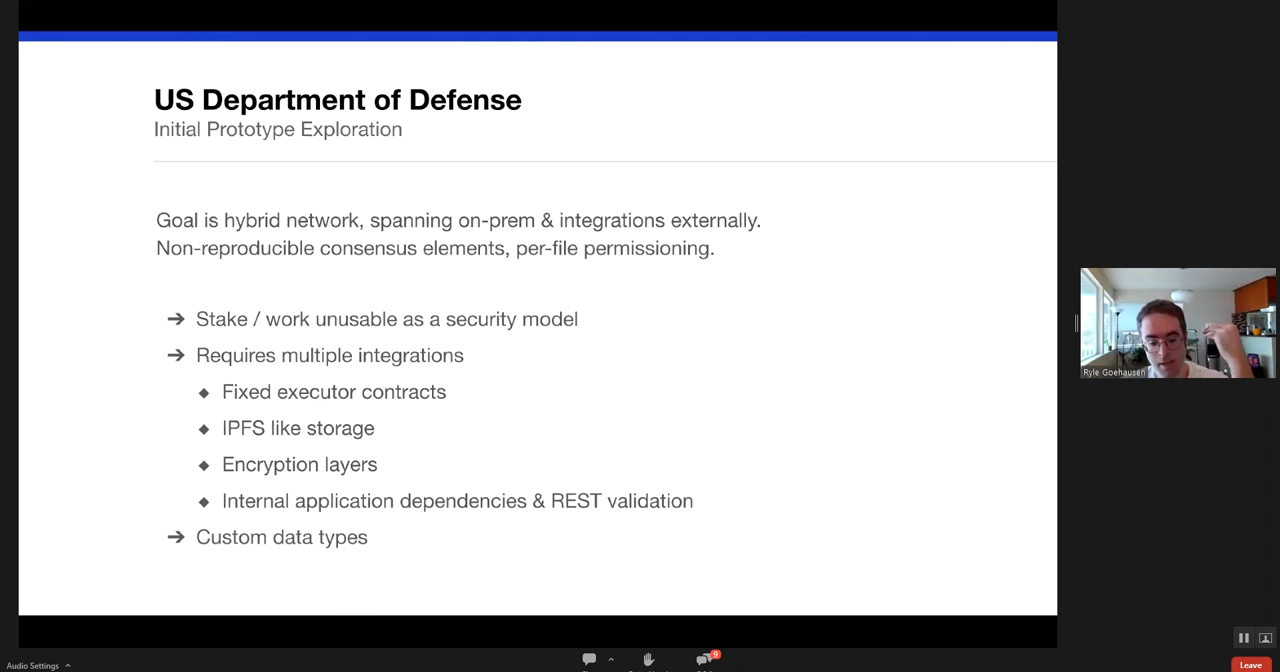 US Department of Defense
Initial Prototype Exploration
Goal is hybrid network, spanning on-prem & integrations externally.
Non-reproducible consensus elements, per-file permissioning.
➔ Stake / work unusable as a security model
➔ Requires multiple integrations
◆ Fixed executor contracts
◆ IPFS like storage
◆ Encryption layers
◆ Internal application dependencies & REST validation
➔ Custom data types
Ryle Goehausen
Audio Settings
9
Leave